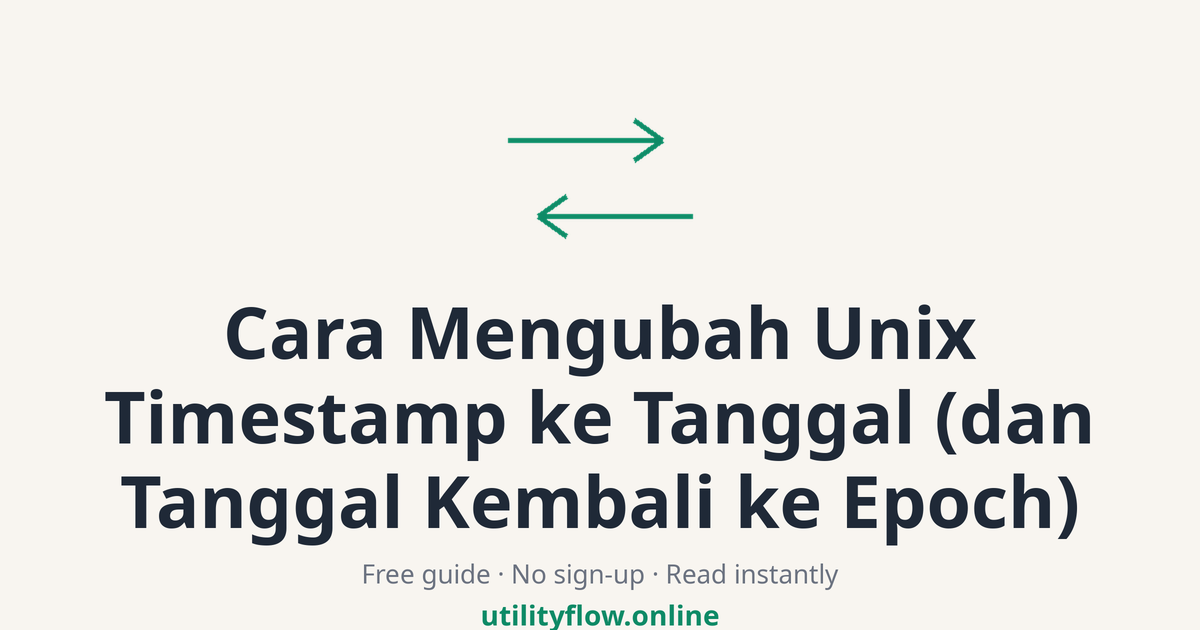 Cara Mengubah Unix
Timestamp ke Tanggal (dan
Tanggal Kembali ke Epoch)
Free guide · No sign-up · Read instantly
utilityflow.online